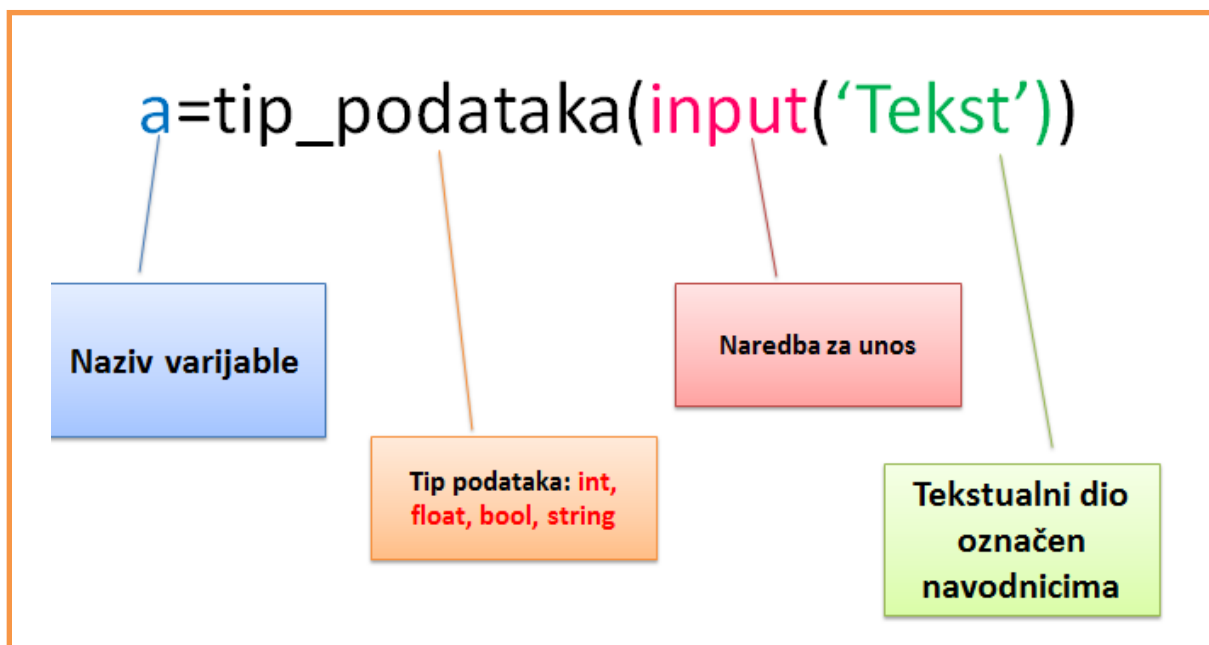 a=tip_podataka(input(‘Tekst’))
Naziv varijable
Naredba za unos
Tip podataka: int,
float, bool, string
Tekstualni dio
označen
navodnicima